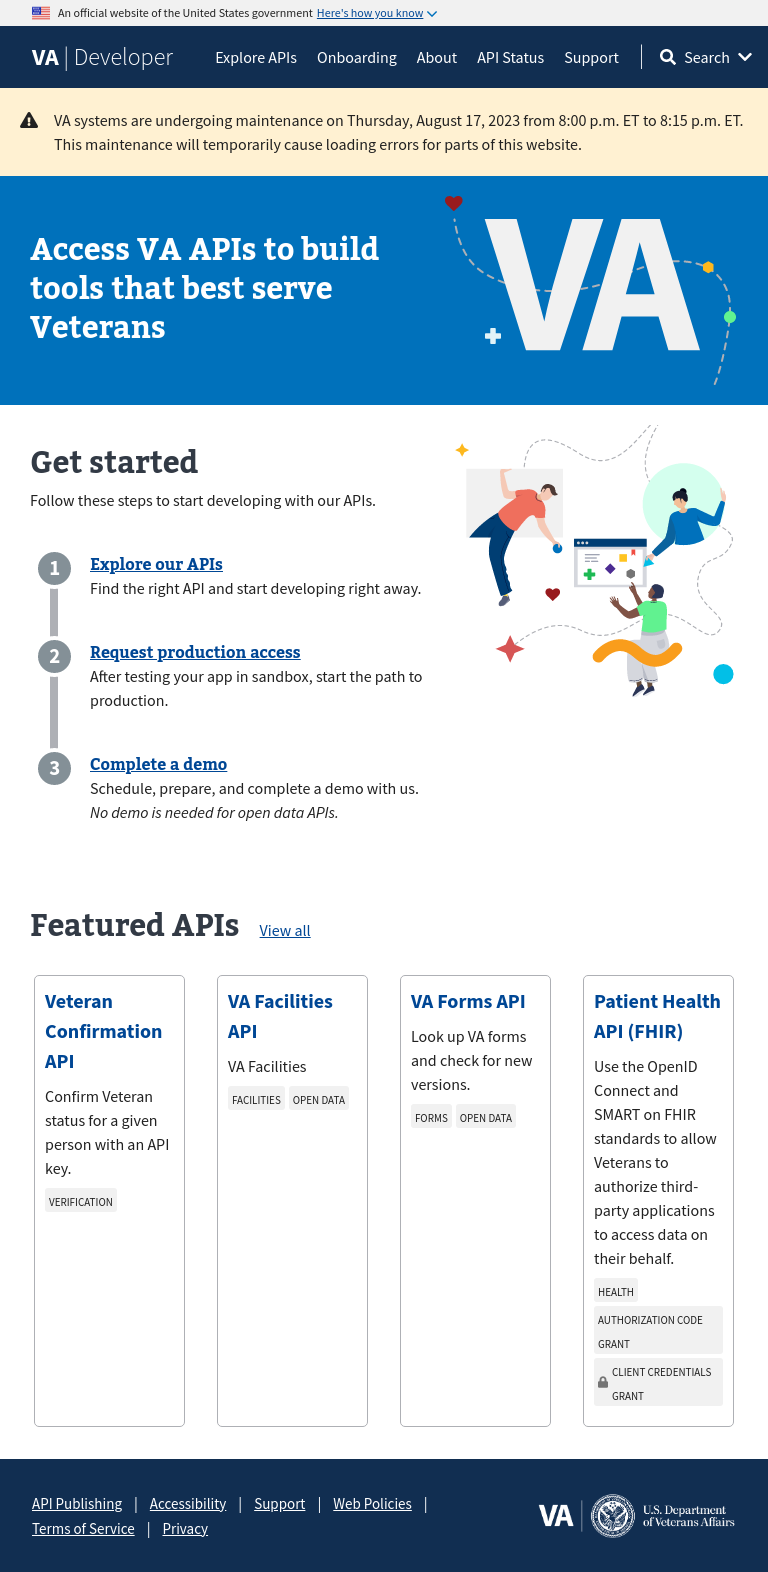 An official website of the United States government Here's how you know
VA | Developer Explore APIs Onboarding About API Status Support Search
VA systems are undergoing maintenance on Thursday, August 17, 2023 from 8:00 p.m. ET to 8:15 p.m. ET.
This maintenance will temporarily cause loading errors for parts of this website.
Access VA APIs to build
tools that best serve
Veterans
VA
Get started
Follow these steps to start developing with our APIs.
1 Explore our APIs
Find the right API and start developing right away.
2 Request production access
After testing your app in sandbox, start the path to
production.
3 Complete a demo
Schedule, prepare, and complete a demo with us.
No demo is needed for open data APIs.
Featured APIs View all
Veteran
Confirmation
API
Confirm Veteran
status for a given
person with an API
key.
VERIFICATION
VA Facilities
API
VA Facilities
FACILITIES OPEN DATA
VA Forms API
Look up VA forms
and check for new
versions.
FORMS OPEN DATA
Patient Health
API (FHIR)
Use the OpenID
Connect and
SMART on FHIR
standards to allow
Veterans to
authorize third-
party applications
to access data on
their behalf.
HEALTH
AUTHORIZATION CODE
GRANT
CLIENT CREDENTIALS
GRANT
API Publishing | Accessibility | Support | Web Policies |
Terms of Service | Privacy
VA U.S. Department
of Veterans Affairs